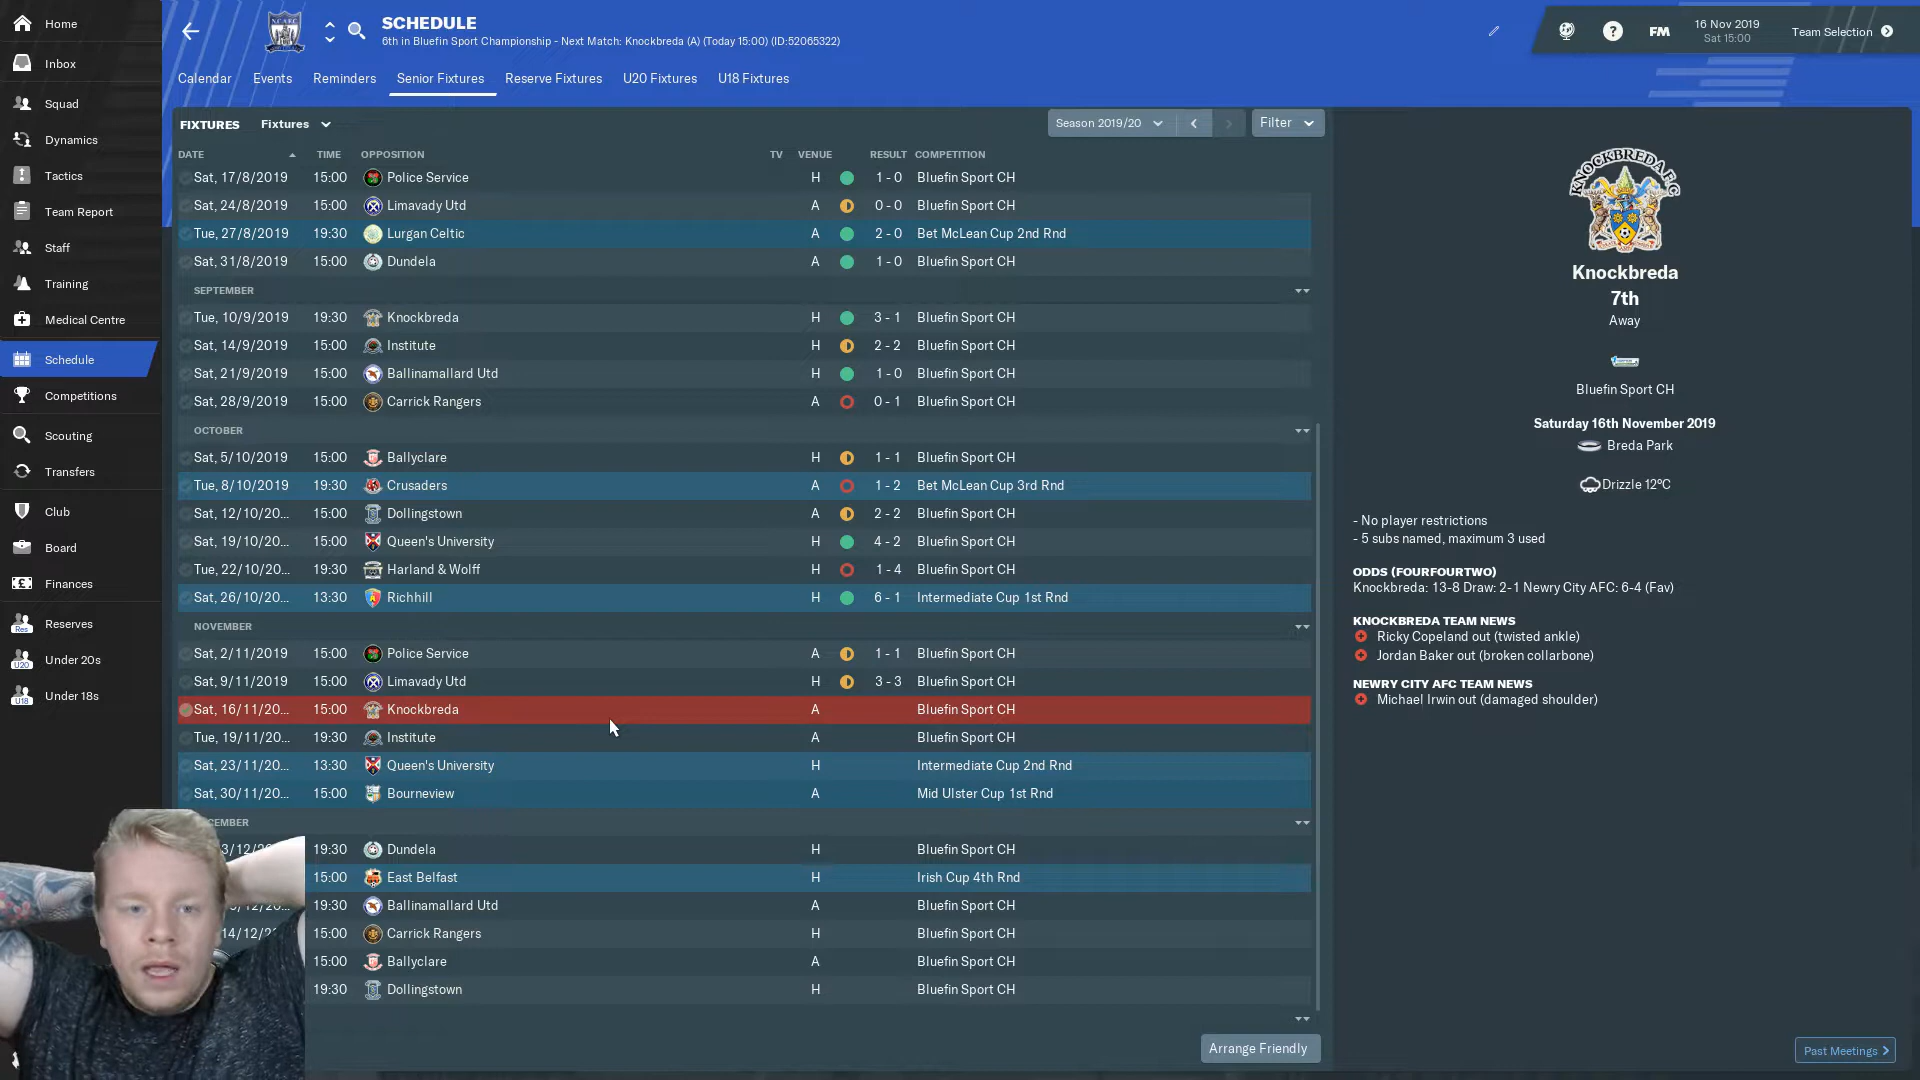 Home
Inbox
Squad
Dynamics
Tactics
Team Report
Staff
Training
Medical Centre
Schedule
Competitions
Scouting
Transfers
Club
Board
Finances
Reserves
Under 20s
Under 18s
SCHEDULE
6th in Bluefin Sport Championship - Next Match: Knockbreda (A) (Today 15:00) (ID:52065322)
FM
16 Nov 2019
Sat 15:00
Team Selection
Calendar Events Reminders Senior Fixtures Reserve Fixtures U20 Fixtures U18 Fixtures
FIXTURES Fixtures Season 2019/20 Filter
DATE TIME OPPOSITION TV VENUE RESULT COMPETITION
Sat, 17/8/2019 15:00 Police Service H 1 - 0 Bluefin Sport CH
Sat, 24/8/2019 15:00 Limavady Utd A 0 - 0 Bluefin Sport CH
Tue, 27/8/2019 19:30 Lurgan Celtic A 2 - 0 Bet McLean Cup 2nd Rnd
Sat, 31/8/2019 15:00 Dundela A 1 - 0 Bluefin Sport CH
SEPTEMBER
Tue, 10/9/2019 19:30 Knockbreda H 3 - 1 Bluefin Sport CH
Sat, 14/9/2019 15:00 Institute H 2 - 2 Bluefin Sport CH
Sat, 21/9/2019 15:00 Ballinamallard Utd H 1 - 0 Bluefin Sport CH
Sat, 28/9/2019 15:00 Carrick Rangers A 0 - 1 Bluefin Sport CH
OCTOBER
Sat, 5/10/2019 15:00 Ballyclare H 1 - 1 Bluefin Sport CH
Tue, 8/10/2019 19:30 Crusaders A 1 - 2 Bet McLean Cup 3rd Rnd
Sat, 12/10/20... 15:00 Dollingstown A 2 - 2 Bluefin Sport CH
Sat, 19/10/20... 15:00 Queen's University H 4 - 2 Bluefin Sport CH
Tue, 22/10/20... 19:30 Harland & Wolff H 1 - 4 Bluefin Sport CH
Sat, 26/10/20... 13:30 Richhill H 6 - 1 Intermediate Cup 1st Rnd
NOVEMBER
Sat, 2/11/2019 15:00 Police Service A 1 - 1 Bluefin Sport CH
Sat, 9/11/2019 15:00 Limavady Utd H 3 - 3 Bluefin Sport CH
Sat, 16/11/20... 15:00 Knockbreda A Bluefin Sport CH
Tue, 19/11/20... 19:30 Institute A Bluefin Sport CH
Sat, 23/11/20... 13:30 Queen's University H Intermediate Cup 2nd Rnd
Sat, 30/11/20... 15:00 Bourneview A Mid Ulster Cup 1st Rnd
CEMBER
3/12/20 19:30 Dundela H Bluefin Sport CH
15:00 East Belfast H Irish Cup 4th Rnd
19:30 Ballinamallard Utd A Bluefin Sport CH
14/12/2 15:00 Carrick Rangers H Bluefin Sport CH
15:00 Ballyclare A Bluefin Sport CH
19:30 Dollingstown H Bluefin Sport CH
Arrange Friendly
KNOCKBREDA FC
Knockbreda
7th
Away
Bluefin Sport CH
Saturday 16th November 2019
Breda Park
Drizzle 12ºC
- No player restrictions
- 5 subs named, maximum 3 used
ODDS (FOURFOURTWO)
Knockbreda: 13-8 Draw: 2-1 Newry City AFC: 6-4 (Fav)
KNOCKBREDA TEAM NEWS
Ricky Copeland out (twisted ankle)
Jordan Baker out (broken collarbone)
NEWRY CITY AFC TEAM NEWS
Michael Irwin out (damaged shoulder)
Past Meetings